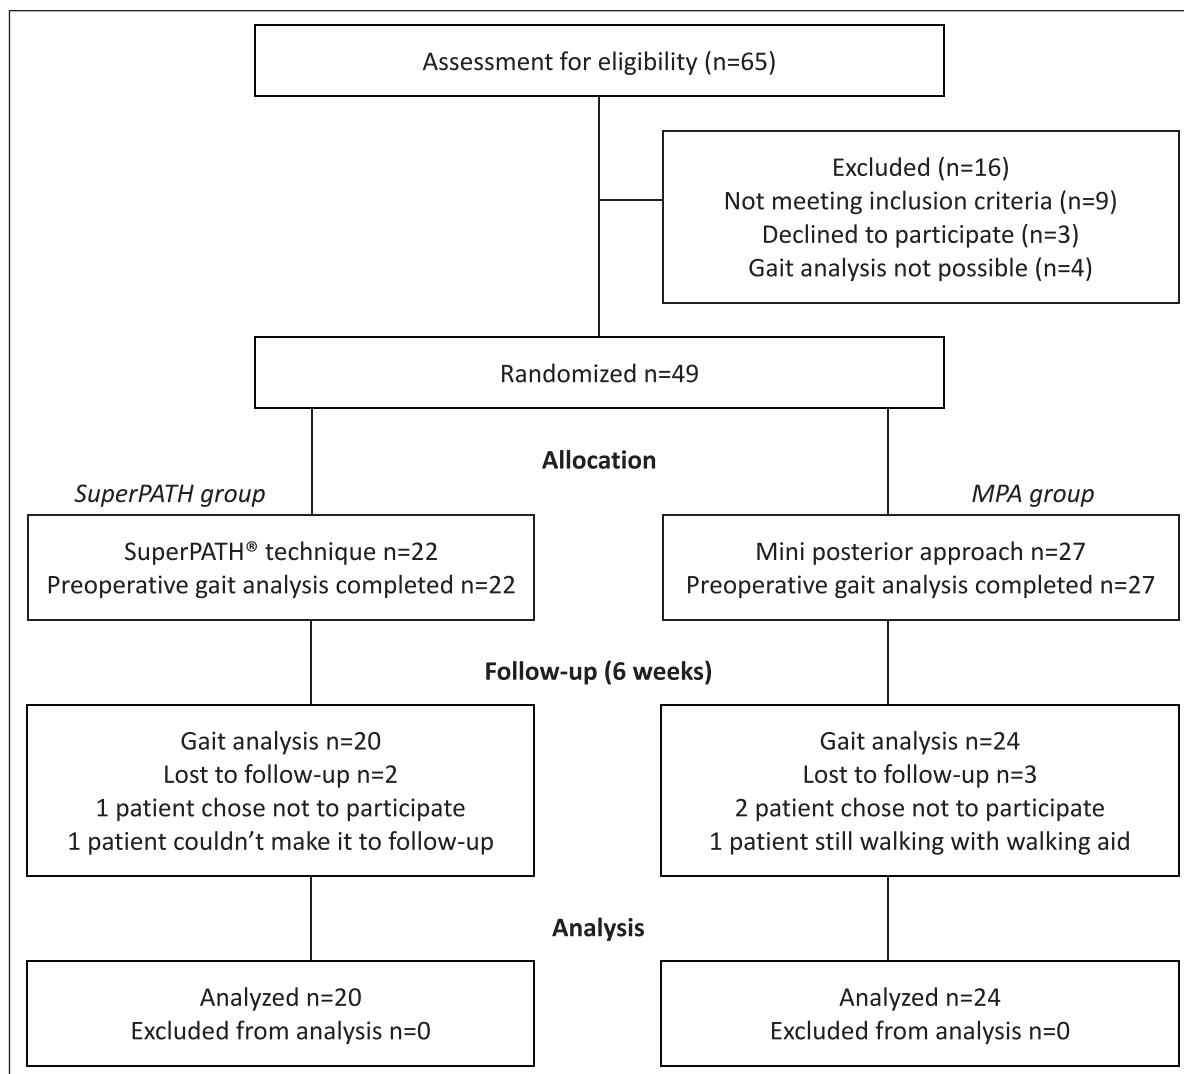 Assessment for eligibility (n=65)
Excluded (n=16)
Not meeting inclusion criteria (n=9)
Declined to participate (n=3)
Gait analysis not possible (n=4)
Randomized n=49
Allocation
SuperPATH group
MPA group
SuperPATH® technique n=22
Preoperative gait analysis completed n=22
Mini posterior approach n=27
Preoperative gait analysis completed n=27
Follow-up (6 weeks)
Gait analysis n=20
Lost to follow-up n=2
1 patient chose not to participate
1 patient couldn’t make it to follow-up
Gait analysis n=24
Lost to follow-up n=3
2 patient chose not to participate
1 patient still walking with walking aid
Analysis
Analyzed n=20
Excluded from analysis n=0
Analyzed n=24
Excluded from analysis n=0